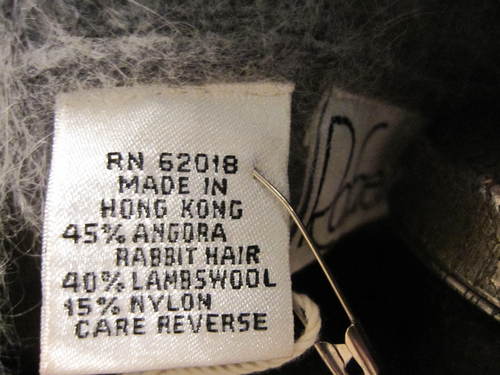 RN 62018
MADE IN
HONG KONG
45% ANGORA
RABBIT HAIR
40% LAMBSWOOL
15% NYLON
CARE REVERSE